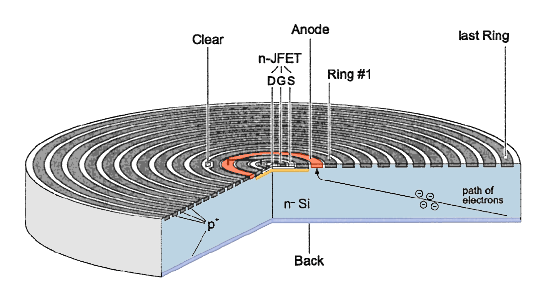 Anode
last Ring
Clear
n-JFET
Ring #1
D G S
path of
electrons
n- Si
p+
Back